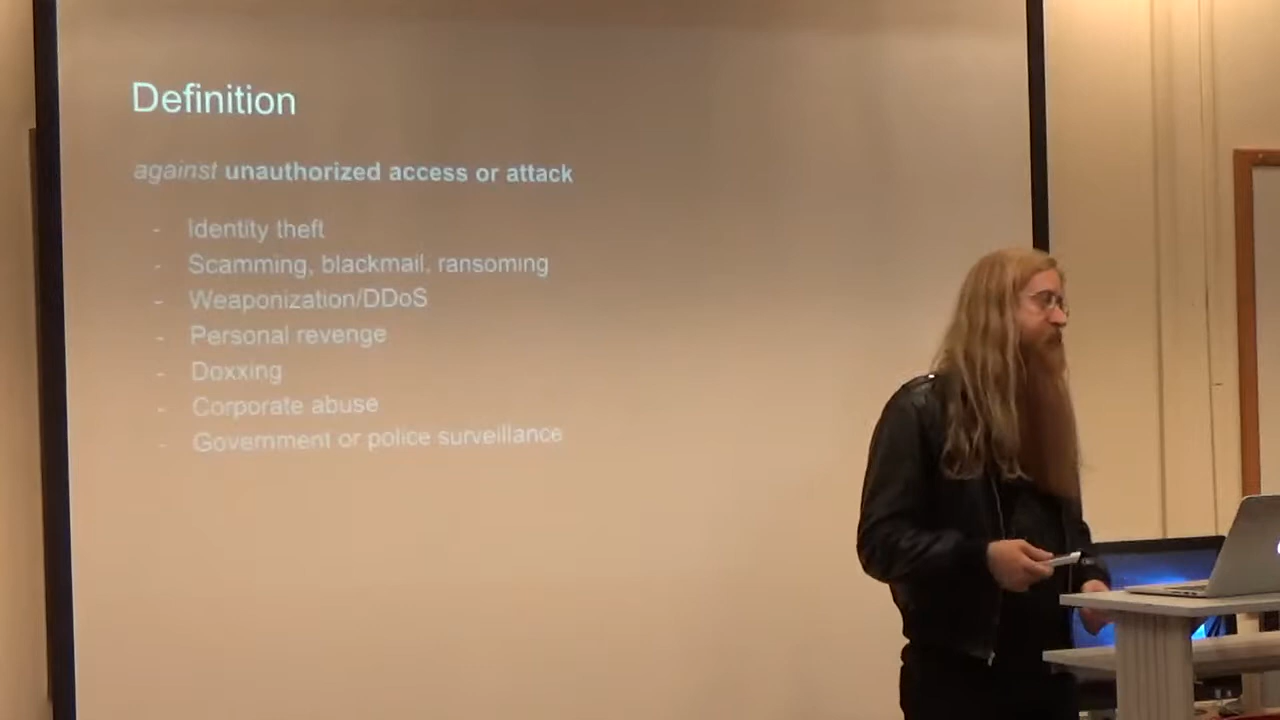 Definition
against unauthorized access or attack
- Identity theft
- Scamming, blackmail, ransoming
- Weaponization/DDoS
- Personal revenge
- Doxxing
- Corporate abuse
- Government or police surveillance